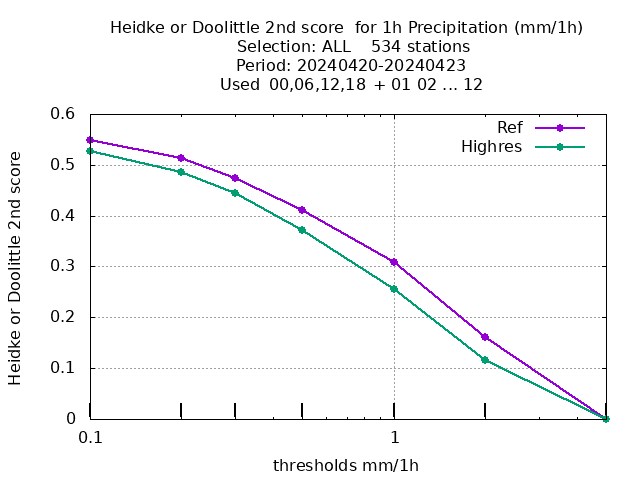 Heidke or Doolittle 2nd score  for 1h Precipitation (mm/1h)
Selection: ALL    534 stations
Period: 20240420-20240423
Used 00,06,12,18 + 01 02 ... 12
Heidke or Doolittle 2nd score
0.6
0.5
0.4
0.3
0.2
0.1
0
Ref
Highres
0.1
1
thresholds mm/1h